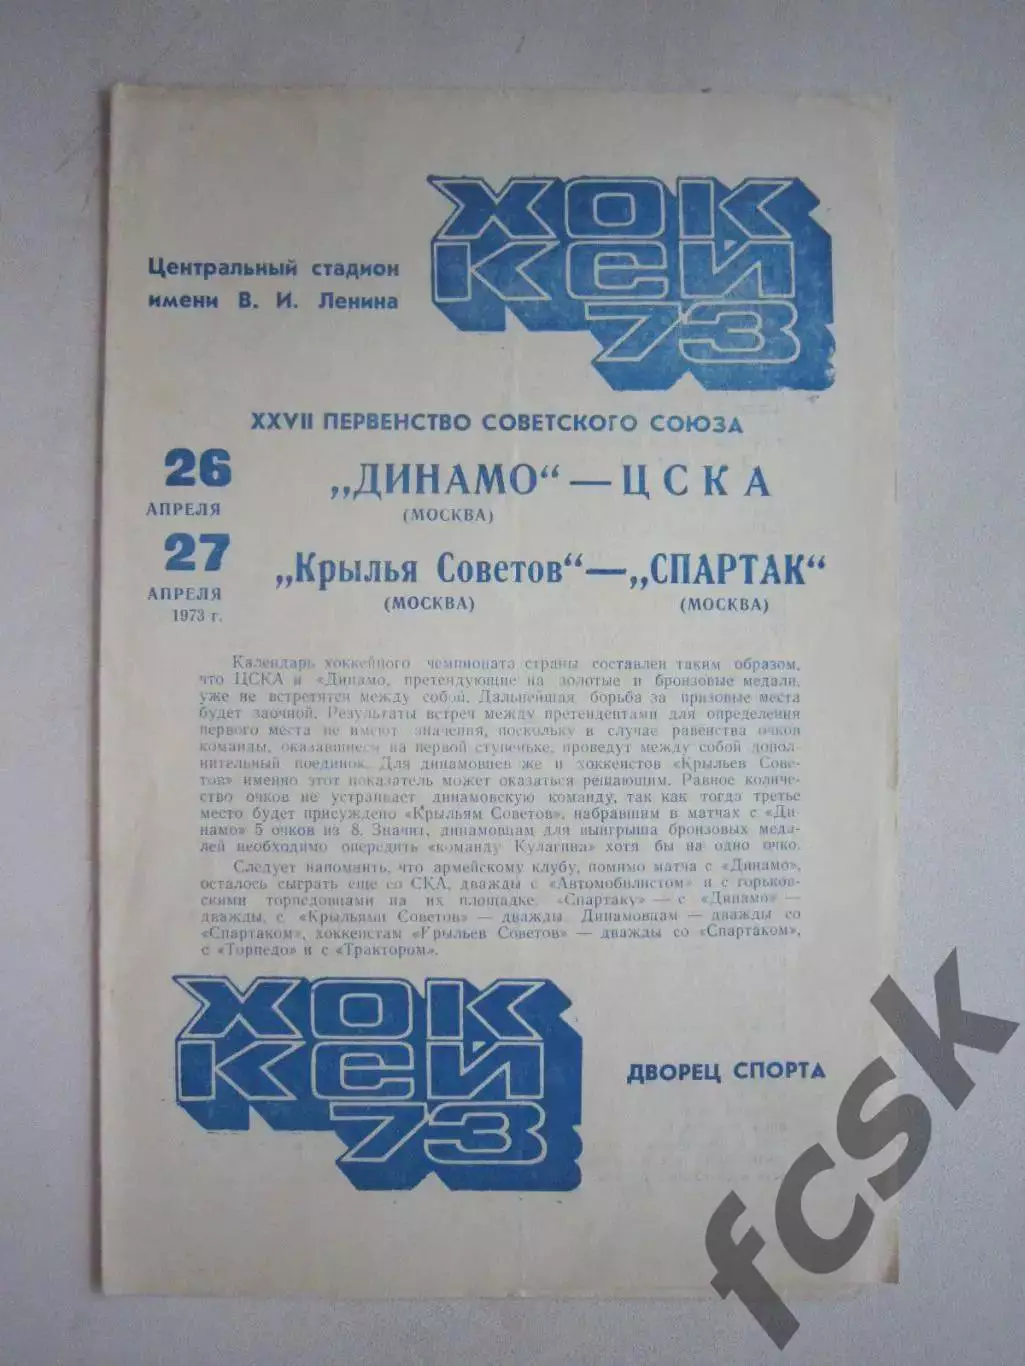 ХОК
КЕЙ
73
Центральный стадион
имени В. И. Ленина
XXVII ПЕРВЕНСТВО СОВЕТСКОГО СОЮЗА
26
АПРЕЛЯ
„ДИНАМО“ — ЦСКА
(МОСКВА)
27
АПРЕЛЯ
1973 г.
„Крылья Советов“ — „СПАРТАК“
(МОСКВА) (МОСКВА)
Календарь хоккейного чемпионата страны составлен таким образом,
что ЦСКА и «Динамо, претендующие на золотые и бронзовые медали,
уже не встретятся между собой. Дальнейшая борьба за призовые места
будет заочной. Результаты встреч между претендентами для определения
первого места не имеют значения, поскольку в случае равенства очков
команды, оказавшиеся на первой ступеньке, проведут между собой допол-
нительный поединок. Для динамовцев же и хоккеистов «Крыльев Сове-
тов» именно этот показатель может оказаться решающим. Равное количе-
ство очков не устраивает динамовскую команду, так как тогда третье
место будет присуждено «Крыльям Советов», набравшим в матчах с «Ди-
намо» 5 очков из 8. Значит, динамовцам для выигрыша бронзовых меда-
лей необходимо опередить «команду Кулагина» хотя бы на одно очко.
Следует напомнить, что армейскому клубу, помимо матча с «Динамо»,
осталось сыграть еще со СКА, дважды с «Автомобилистом» и с горьков-
скими торпедовцами на их площадке. «Спартаку» — с «Динамо» —
дважды, с «Крыльями Советов» — дважды. Динамовцам — дважды со
«Спартаком», хоккеистам «Крыльев Советов» — дважды со «Спартаком»,
с «Торпедо» и с «Трактором».
ХОК
КЕЙ
73
ДВОРЕЦ СПОРТА
fcsk